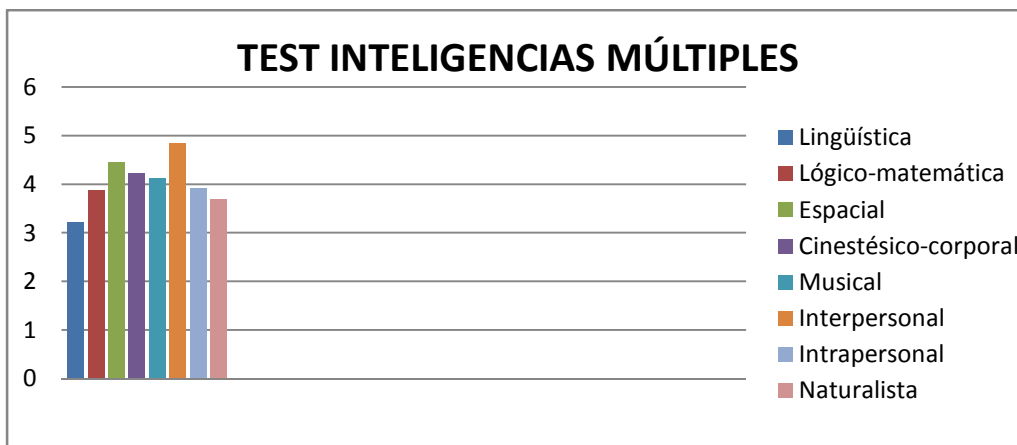 TEST INTELIGENCIAS MÚLTIPLES
6
5
4
3
2
1
0
Lingüística
Lógico-matemática
Espacial
Cinestésico-corporal
Musical
Interpersonal
Intrapersonal
Naturalista